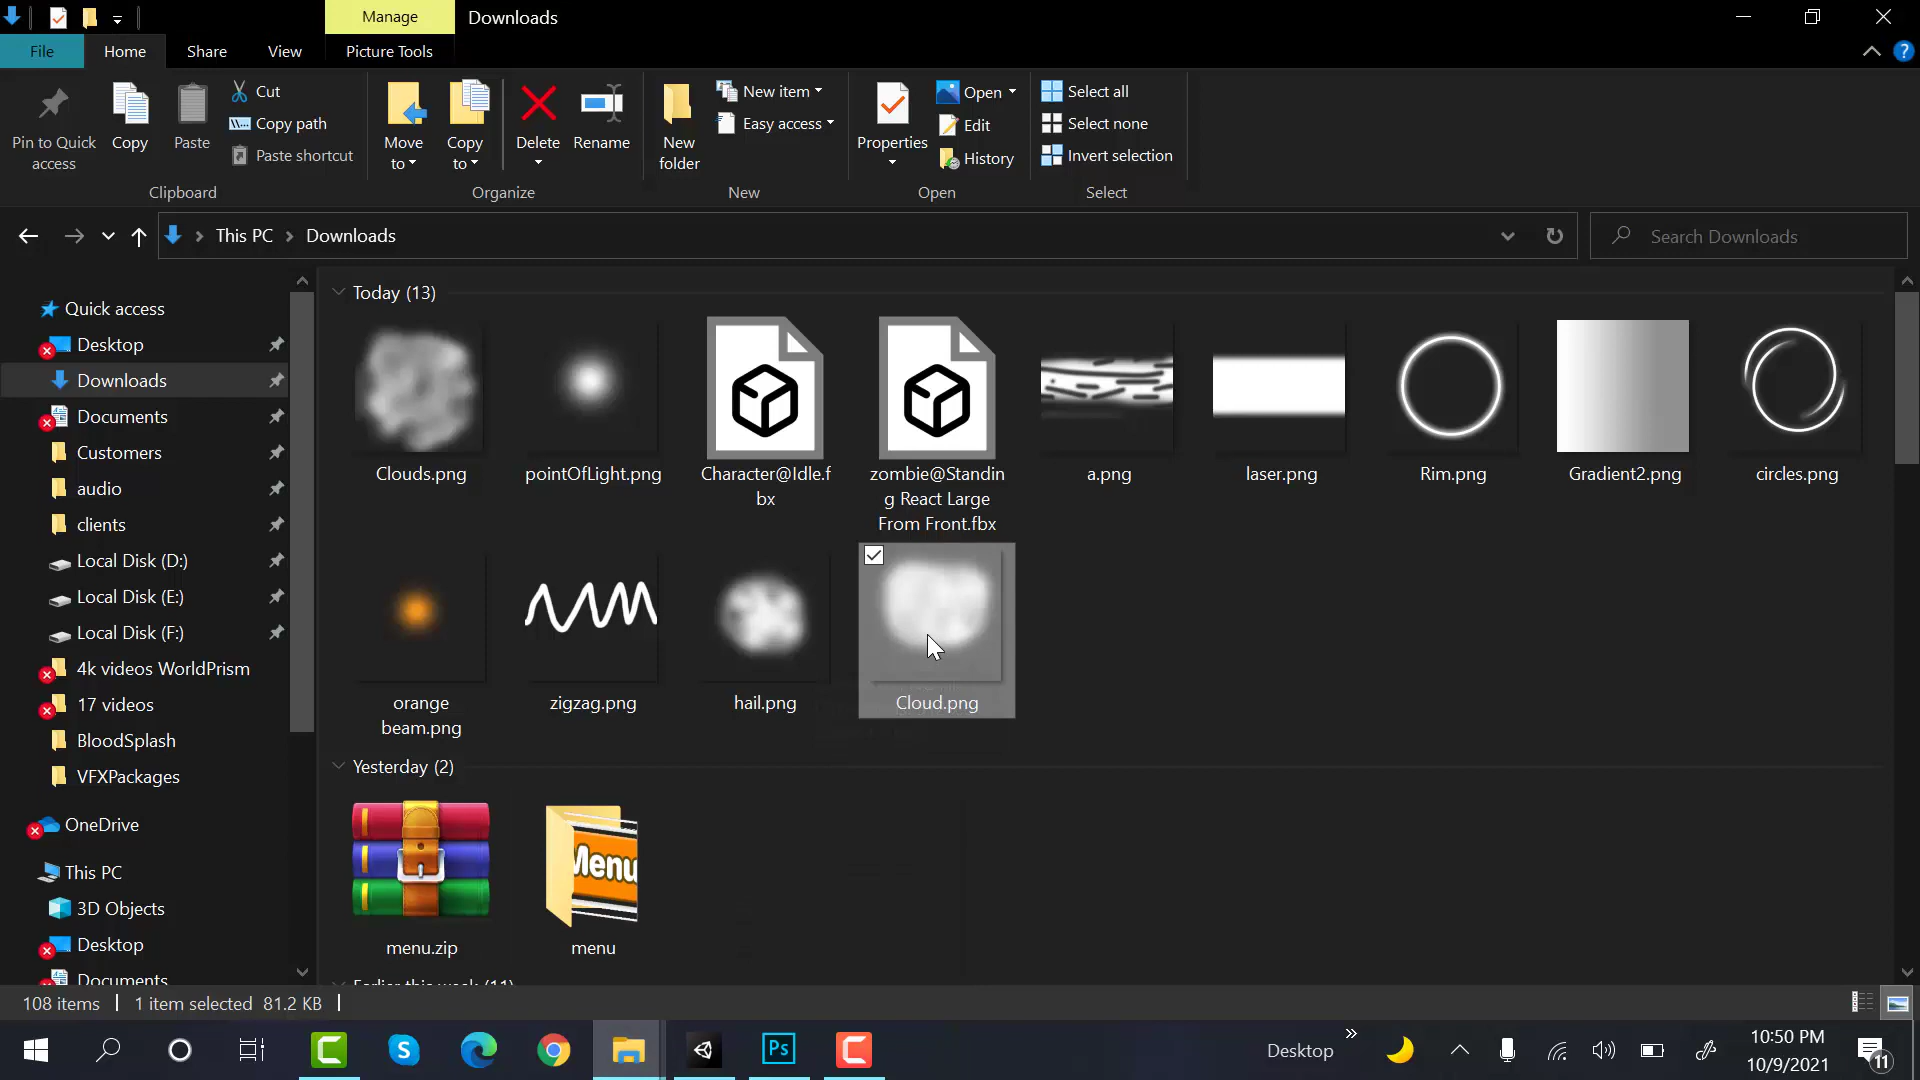 Manage
Downloads
File
Home
Share
View
Picture Tools
Pin to Quick
access
Copy
Paste
Cut
Copy path
Paste shortcut
Clipboard
Move
to
Copy
to
Delete
Rename
Organize
New
folder
New item
Easy access
New
Properties
Open
Edit
History
Open
Select all
Select none
Invert selection
Select
This PC
Downloads
Search Downloads
Quick access
Desktop
Downloads
Documents
Customers
audio
clients
Local Disk (D:)
Local Disk (E:)
Local Disk (F:)
4k videos WorldPrism
17 videos
BloodSplash
VFXPackages
OneDrive
This PC
3D Objects
Desktop
Documents
Today (13)
Clouds.png
pointOfLight.png
Character@Idle.f
bx
zombie@Standin
g React Large
From Front.fbx
a.png
laser.png
Rim.png
Gradient2.png
circles.png
orange
beam.png
zigzag.png
hail.png
Cloud.png
Yesterday (2)
Menu
menu.zip
menu
Earlier this week (11)
108 items
1 item selected 81.2 KB
Ps
Desktop
10:50 PM
10/9/2021
11